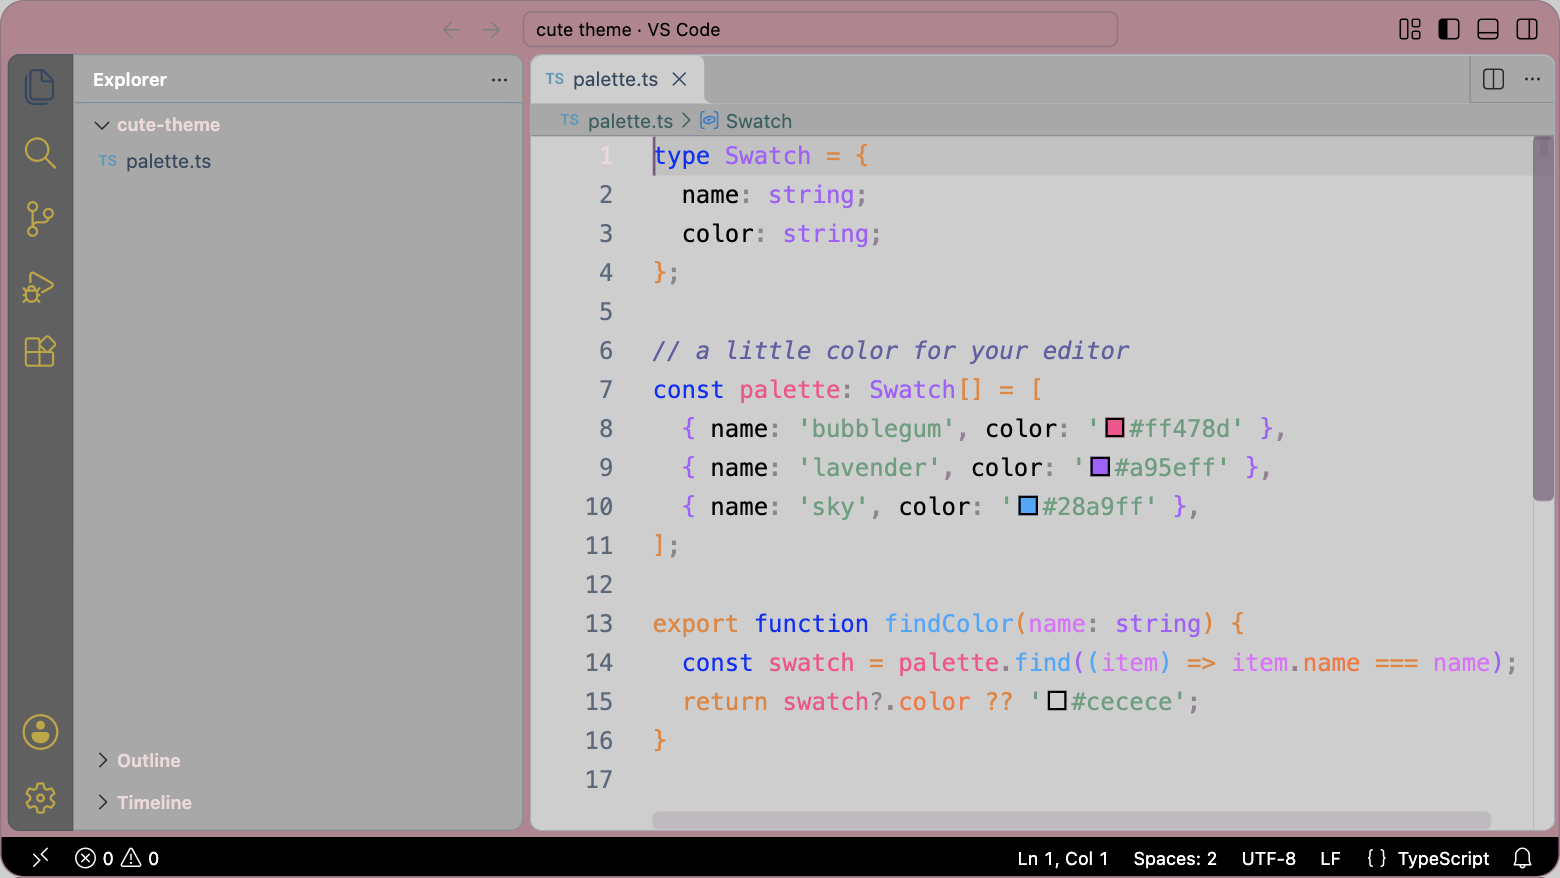 cute theme · VS Code
Explorer
cute-theme
TS palette.ts
Outline
Timeline
TS palette.ts
TS palette.ts > Swatch
1 type Swatch = {
2   name: string;
3   color: string;
4 };
5
6 // a little color for your editor
7 const palette: Swatch[] = [
8   { name: 'bubblegum', color: '#ff478d' },
9   { name: 'lavender', color: '#a95eff' },
10   { name: 'sky', color: '#28a9ff' },
11 ];
12
13 export function findColor(name: string) {
14   const swatch = palette.find((item) => item.name === name);
15   return swatch?.color ?? '#cecece';
16 }
17
0 0 Ln 1, Col 1 Spaces: 2 UTF-8 LF { } TypeScript